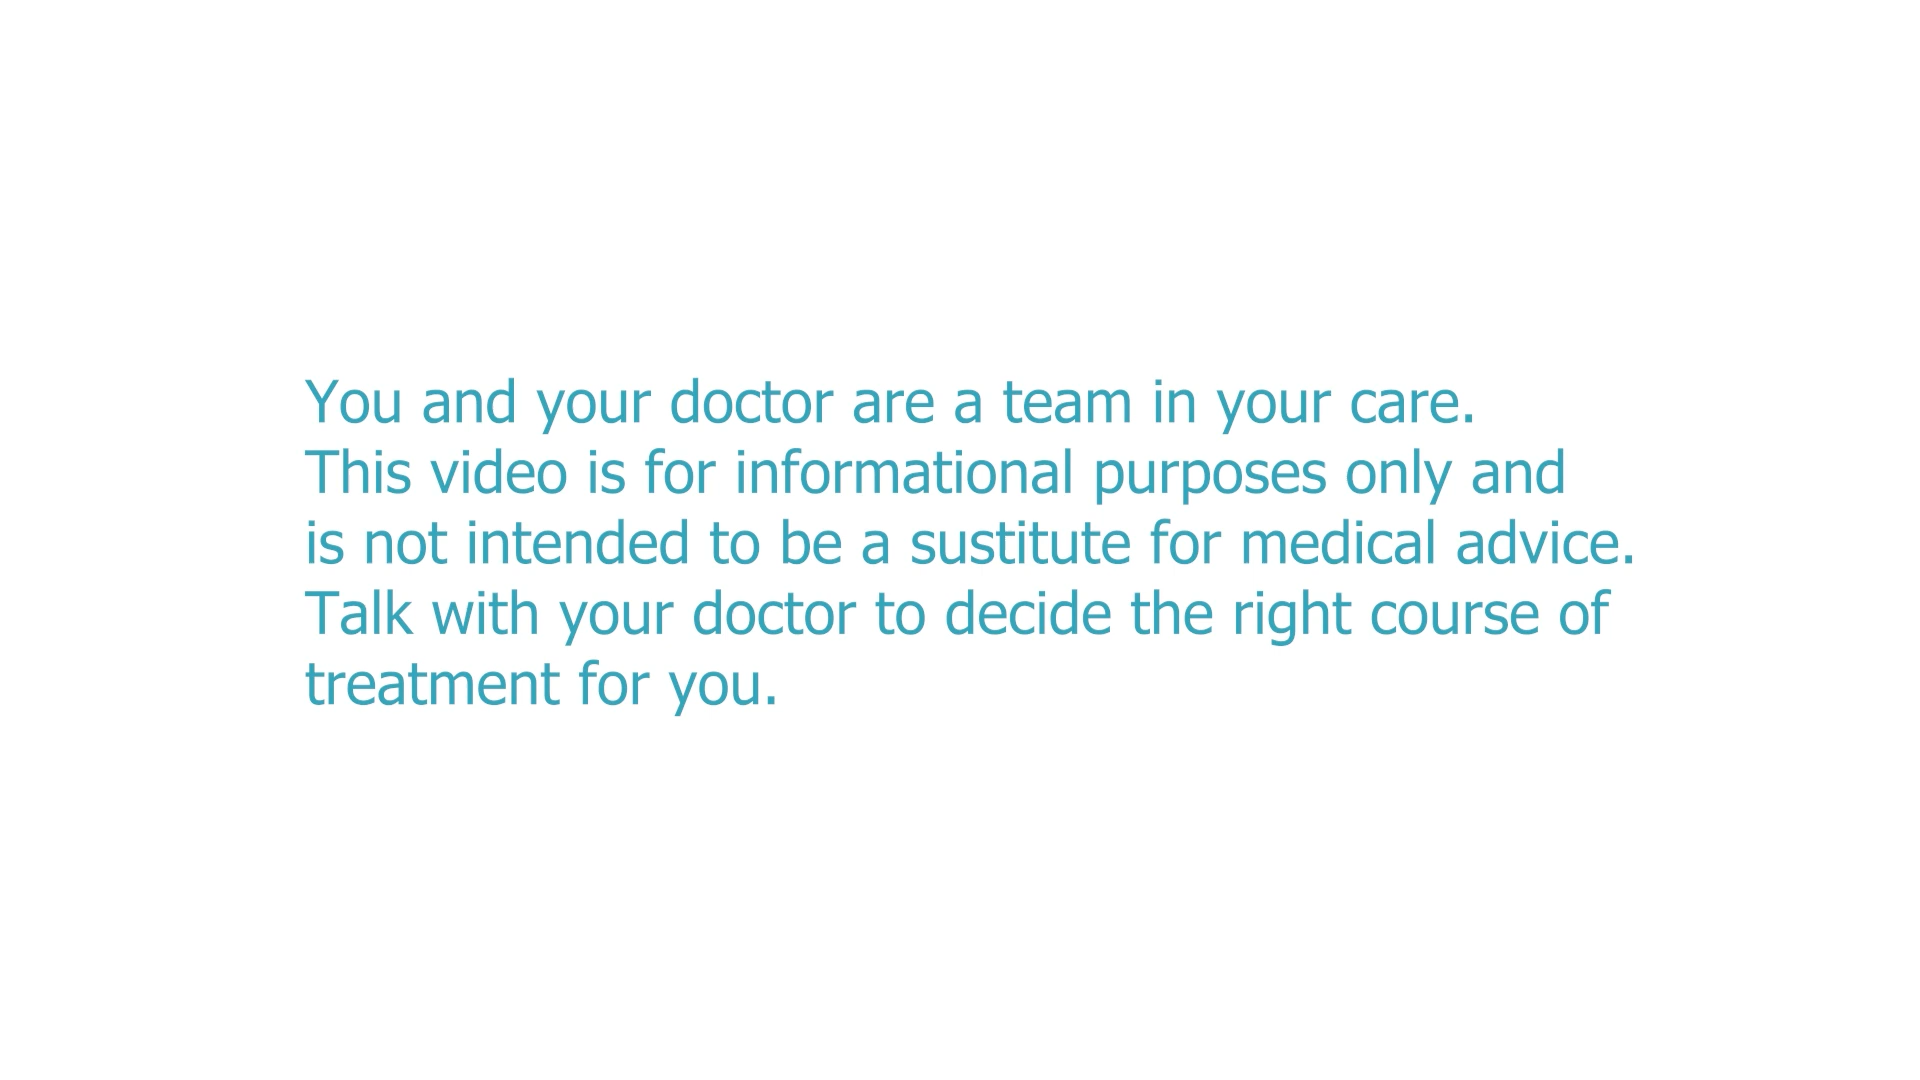 You and your doctor are a team in your care.
This video is for informational purposes only and
is not intended to be a sustitute for medical advice.
Talk with your doctor to decide the right course of
treatment for you.